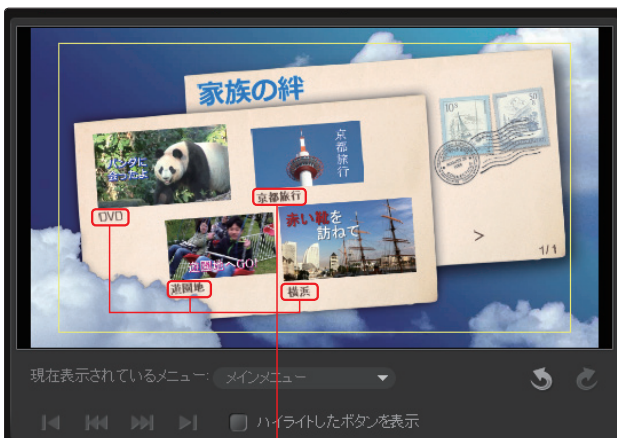 家族の絆
10
50
パンダに
会ったよ
京都旅行
DVD
京都旅行
遊園地へGO!
赤い靴を
訪ねて
遊園地
横浜
>
1/1
現在表示されているメニュー: メインメニュー
ハイライトしたボタンを表示